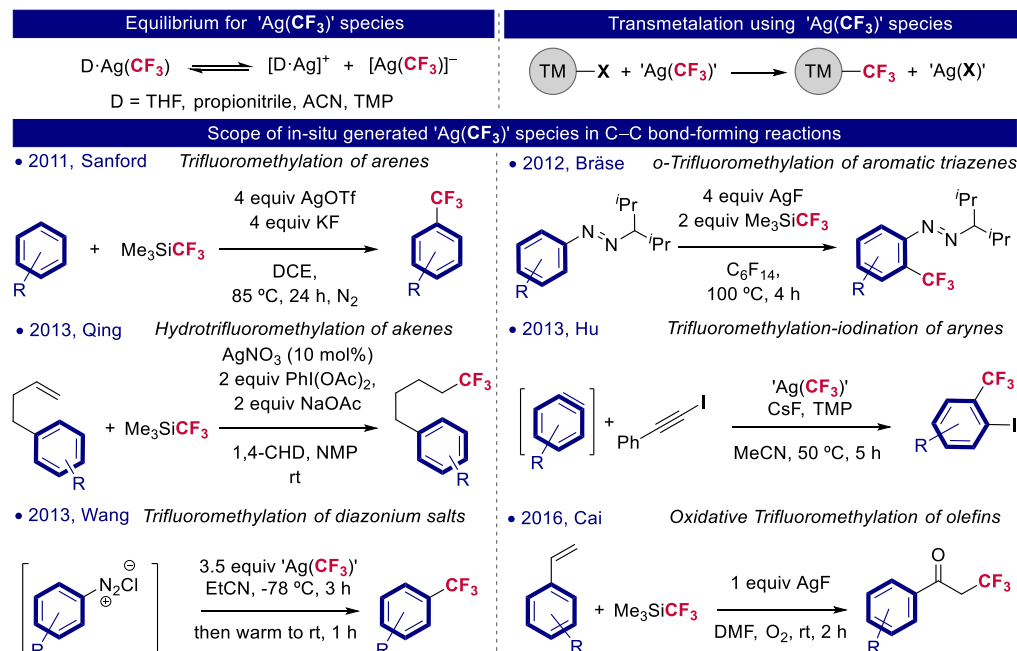 Equilibrium for 'Ag(CF3)' species
D·Ag(CF3) ⇌ [D·Ag]+ + [Ag(CF3)]–
D = THF, propionitrile, ACN, TMP
Transmetalation using 'Ag(CF3)' species
TM X + 'Ag(CF3)' TM CF3 + 'Ag(X)'
Scope of in-situ generated 'Ag(CF3)' species in C–C bond-forming reactions
• 2011, Sanford Trifluoromethylation of arenes
R
+ Me3SiCF3
4 equiv AgOTf
4 equiv KF
DCE,
85 ºC, 24 h, N2
CF3
R
• 2012, Bräse o-Trifluoromethylation of aromatic triazenes
R
N
N
iPr
iPr
4 equiv AgF
2 equiv Me3SiCF3
C6F14,
100 ºC, 4 h
N
N
iPr
iPr
CF3
R
• 2013, Qing Hydrotrifluoromethylation of akenes
R
+ Me3SiCF3
AgNO3 (10 mol%)
2 equiv PhI(OAc)2,
2 equiv NaOAc
1,4-CHD, NMP
rt
CF3
R
• 2013, Hu Trifluoromethylation-iodination of arynes
R
+
Ph
I
'Ag(CF3)'
CsF, TMP
MeCN, 50 ºC, 5 h
CF3
I
R
• 2013, Wang Trifluoromethylation of diazonium salts
N2Cl
⊖
⊕
R
3.5 equiv 'Ag(CF3)'
EtCN, -78 ºC, 3 h
then warm to rt, 1 h
CF3
R
• 2016, Cai Oxidative Trifluoromethylation of olefins
R
+ Me3SiCF3
1 equiv AgF
DMF, O2, rt, 2 h
O
CF3
R